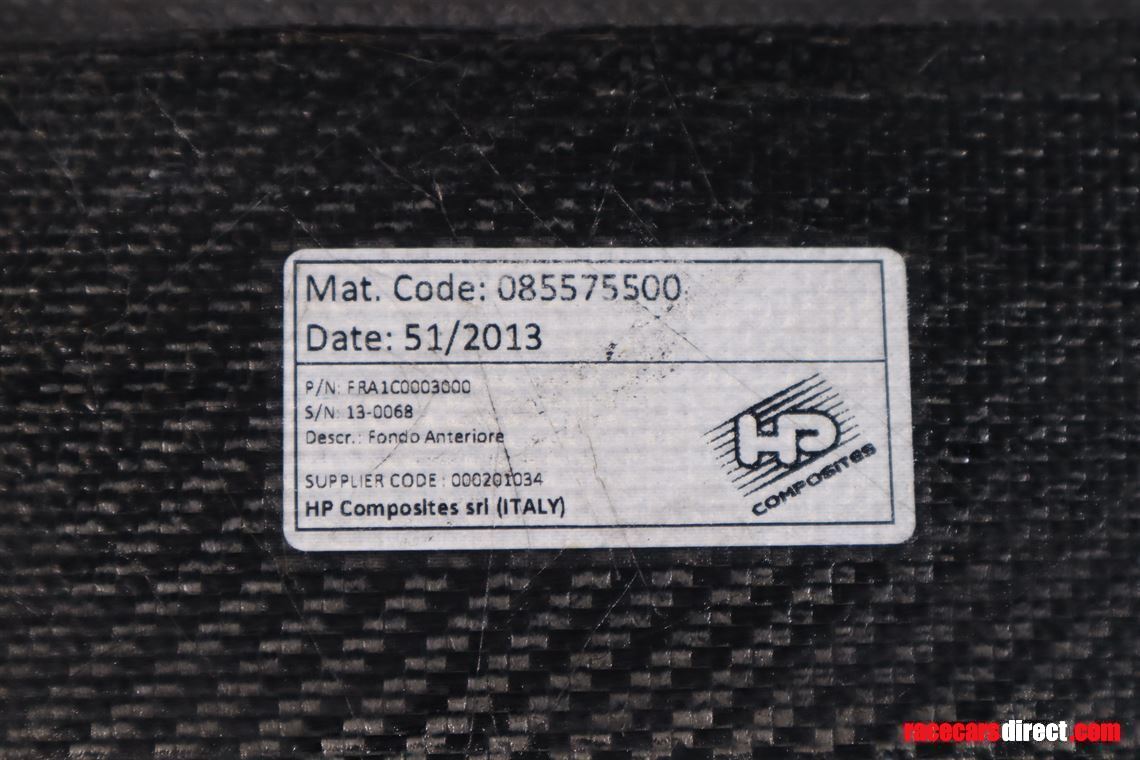 Mat. Code: 085575500
Date: 51/2013
P/N: FRA1C0003000
S/N: 13-0068
Descr.: Fondo Anteriore
SUPPLIER CODE : 000201034
HP Composites srl (ITALY)
HP
COMPOSITES
racecarsdirect.com